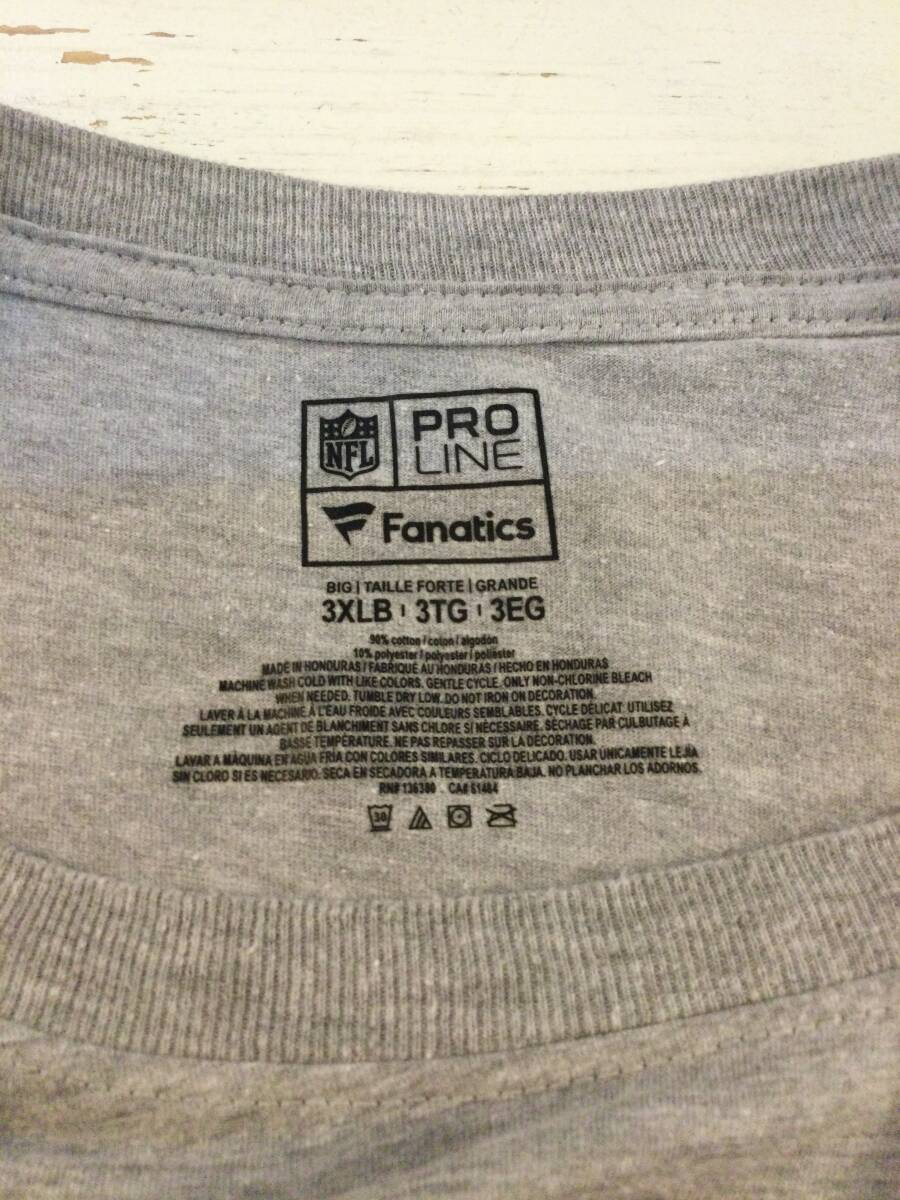 NFL
PRO
LINE
Fanatics
BIG | TAILLE FORTE | GRANDE
3XLB | 3TG | 3EG
90% cotton / coton / algodón
10% polyester / polyester / poliéster
MADE IN HONDURAS / FABRIQUÉ AU HONDURAS / HECHO EN HONDURAS
MACHINE WASH COLD WITH LIKE COLORS. GENTLE CYCLE. ONLY NON-CHLORINE BLEACH
WHEN NEEDED. TUMBLE DRY LOW. DO NOT IRON ON DECORATION.
LAVER À LA MACHINE À L'EAU FROIDE AVEC COULEURS SEMBLABLES. CYCLE DÉLICAT. UTILISEZ
SEULEMENT UN AGENT DE BLANCHIMENT SANS CHLORE SI NÉCESSAIRE. SÉCHAGE PAR CULBUTAGE À
BASSE TEMPÉRATURE. NE PAS REPASSER SUR LA DÉCORATION.
LAVAR A MÁQUINA EN AGUA FRÍA CON COLORES SIMILARES. CICLO DELICADO. USAR ÚNICAMENTE LEJÍA
SIN CLORO SI ES NECESARIO. SECA EN SECADORA A TEMPERATURA BAJA. NO PLANCHAR LOS ADORNOS.
RN# 136380 CA# 51484
30